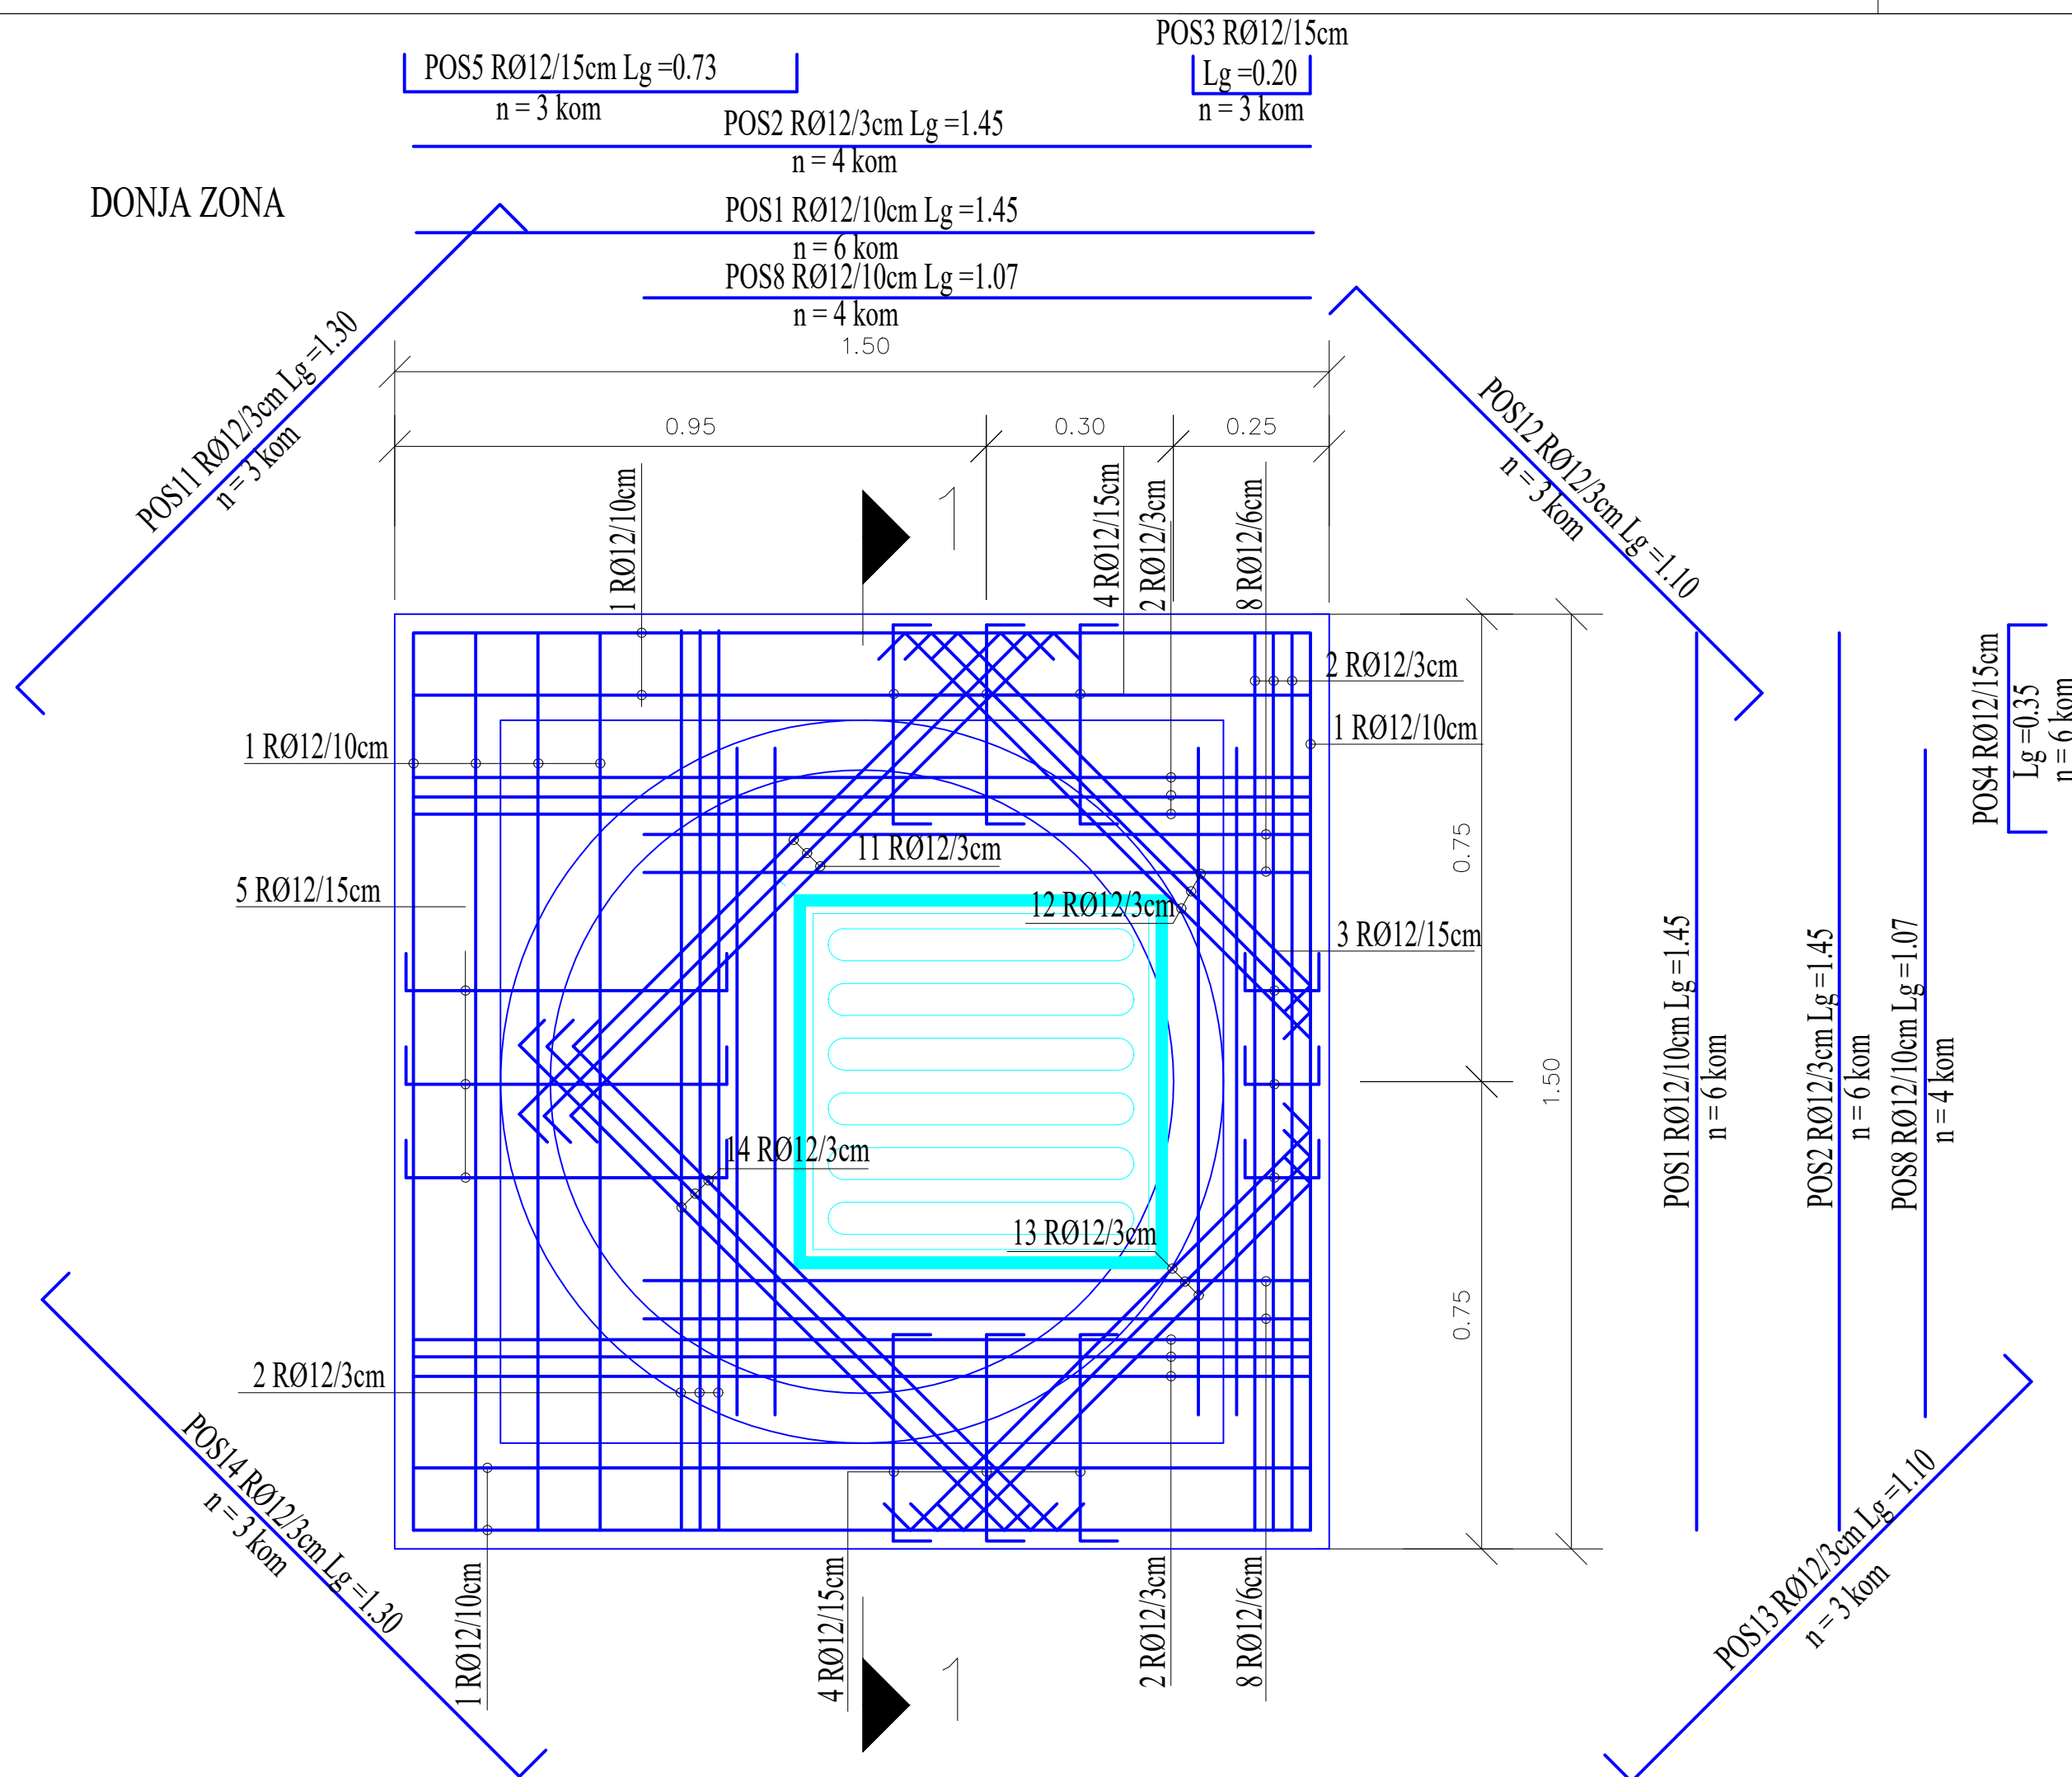 POS3 RØ12/15cm
Lg =0.20
n = 3 kom
POS5 RØ12/15cm Lg =0.73
n = 3 kom
POS2 RØ12/3cm Lg =1.45
n = 4 kom
DONJA ZONA
POS1 RØ12/10cm Lg =1.45
n = 6 kom
POS8 RØ12/10cm Lg =1.07
n = 4 kom
1.50
POS11 RØ12/3cm Lg =1.30
n = 3 kom
POS12 RØ12/3cm Lg =1.10
n = 3 kom
0.95
0.30
0.25
1 RØ12/10cm
1
4 RØ12/15cm
2 RØ12/3cm
8 RØ12/6cm
2 RØ12/3cm
1 RØ12/10cm
1 RØ12/10cm
POS4 RØ12/15cm
Lg =0.35
n = 6 kom
11 RØ12/3cm
0.75
5 RØ12/15cm
12 RØ12/3cm
3 RØ12/15cm
POS1 RØ12/10cm Lg =1.45
n = 6 kom
POS2 RØ12/3cm Lg =1.45
n = 6 kom
POS8 RØ12/10cm Lg =1.07
n = 4 kom
1.50
14 RØ12/3cm
13 RØ12/3cm
0.75
2 RØ12/3cm
POS14 RØ12/3cm Lg =1.30
n = 3 kom
POS13 RØ12/3cm Lg =1.10
n = 3 kom
1 RØ12/10cm
4 RØ12/15cm
1
2 RØ12/3cm
8 RØ12/6cm